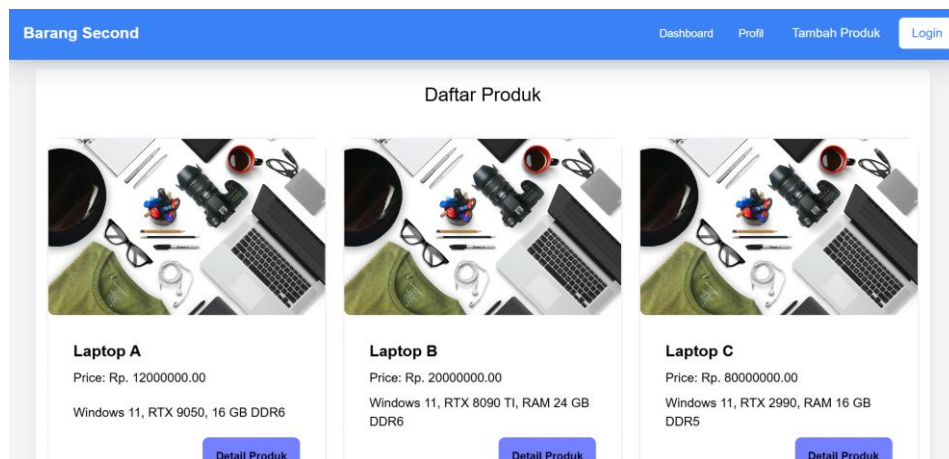 Barang Second
Dashboard
Profil
Tambah Produk
Login
Daftar Produk
Laptop A
Price: Rp. 12000000.00
Windows 11, RTX 9050, 16 GB DDR6
Detail Produk
Laptop B
Price: Rp. 20000000.00
Windows 11, RTX 8090 TI, RAM 24 GB
DDR6
Detail Produk
Laptop C
Price: Rp. 80000000.00
Windows 11, RTX 2990, RAM 16 GB
DDR5
Detail Produk